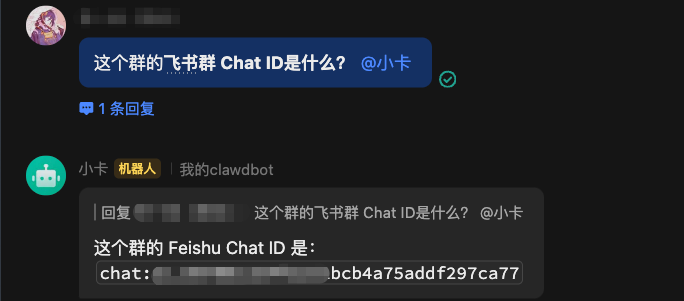 这个群的飞书群 Chat ID是什么? @小卡
1 条回复
小卡 机器人 我的clawdbot
回复 这个群的飞书群 Chat ID是什么? @小卡
这个群的 Feishu Chat ID 是：
chat: bcb4a75addf297ca77